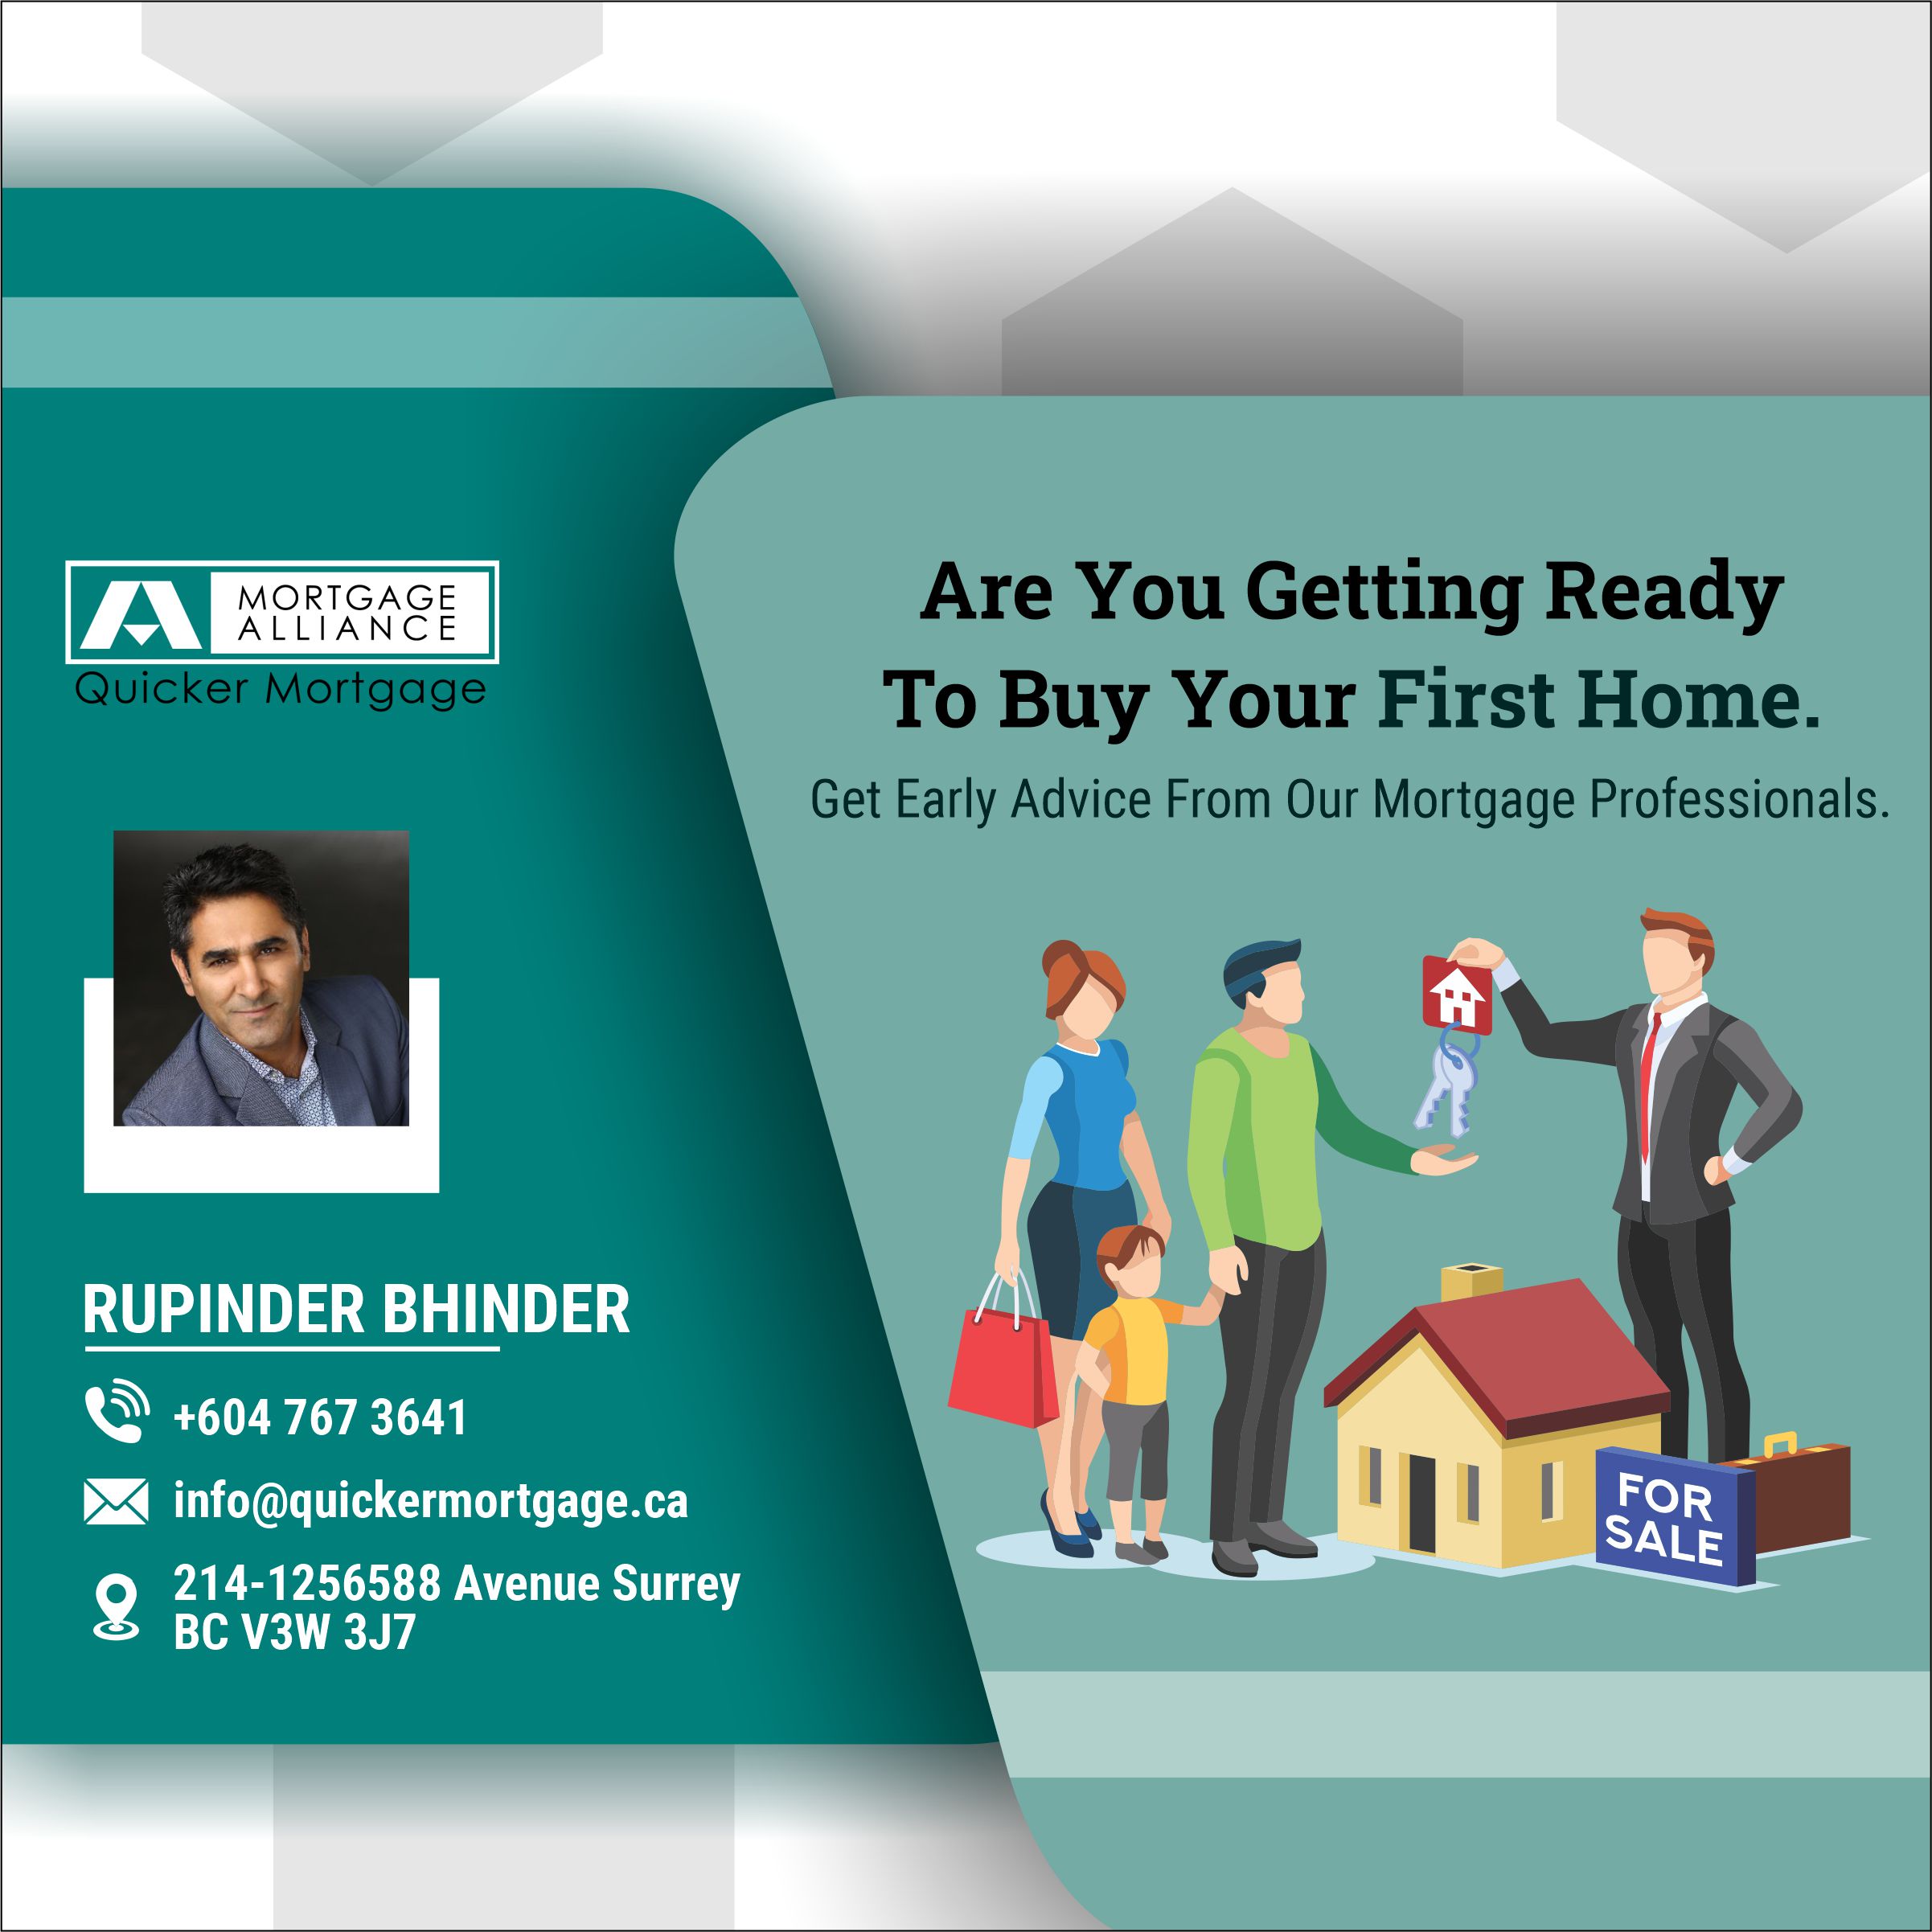 MORTGAGE
ALLIANCE
Quicker Mortgage
RUPINDER BHINDER
+604 767 3641
info@quickermortgage.ca
214-1256588 Avenue Surrey
BC V3W 3J7
Are You Getting Ready
To Buy Your First Home.
Get Early Advice From Our Mortgage Professionals.
FOR
SALE